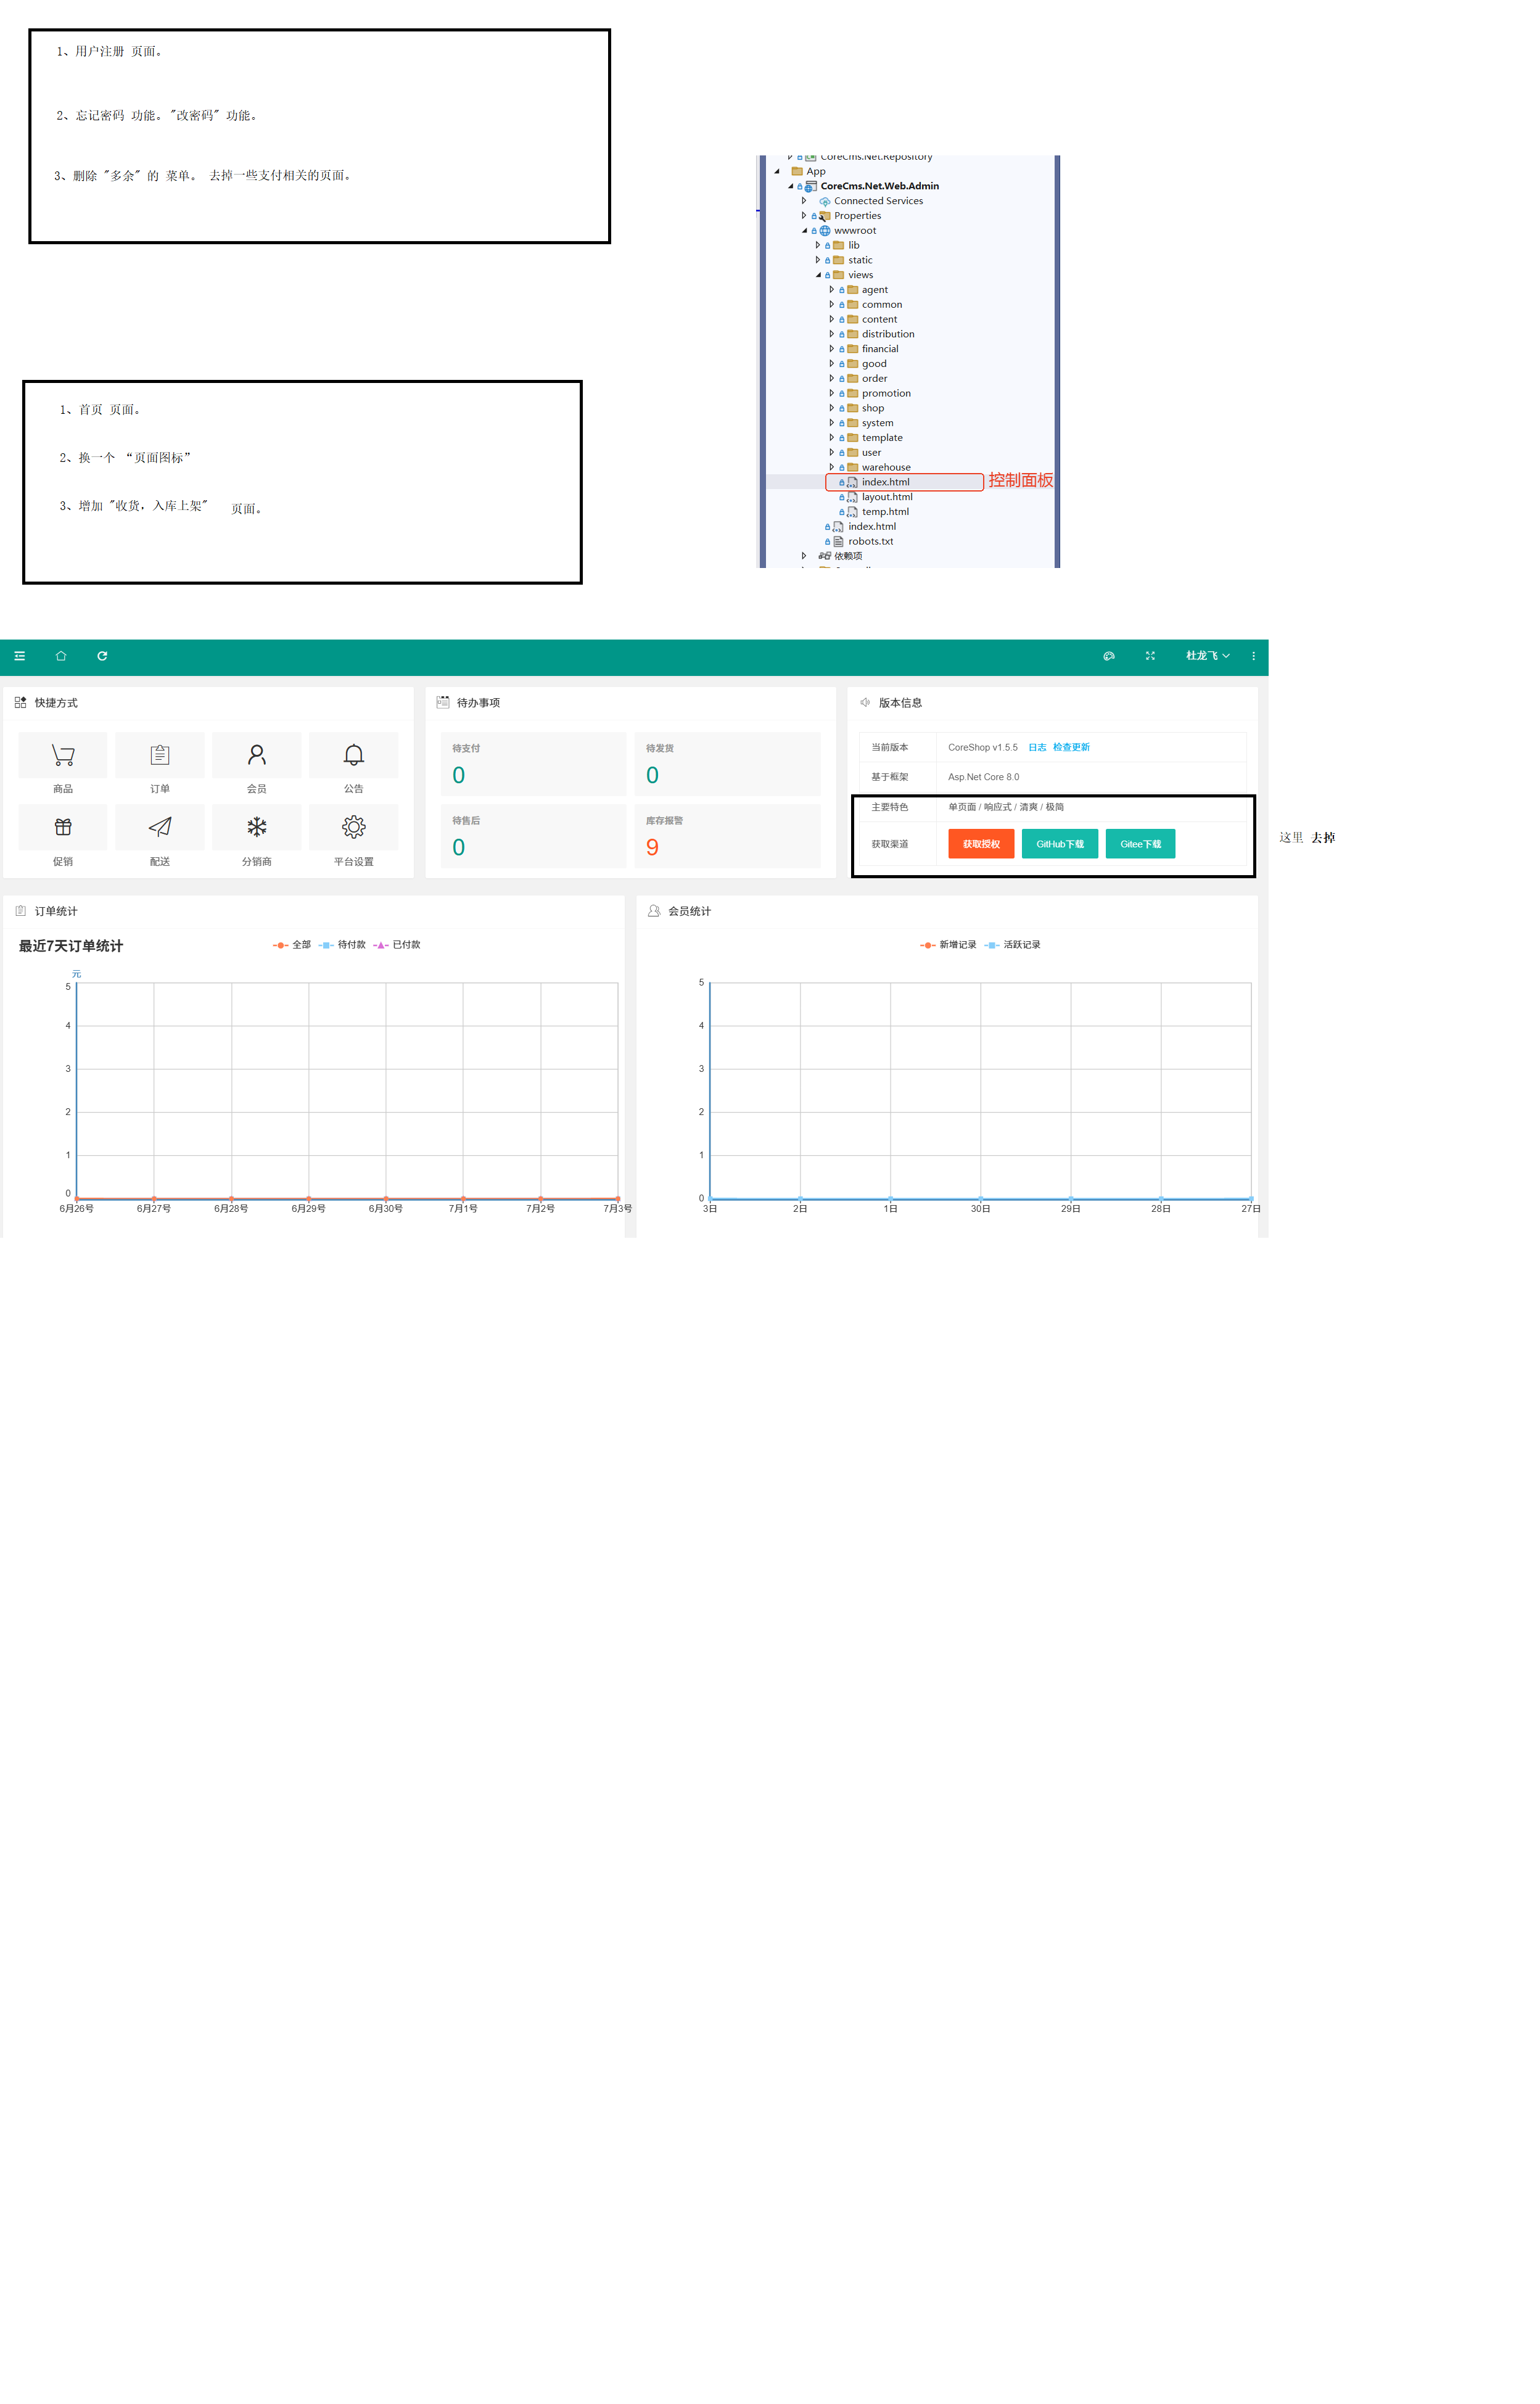 1、用户注册 页面。
2、忘记密码 功能。"改密码" 功能。
3、删除 "多余" 的 菜单。 去掉一些支付相关的页面。
CoreCms.Net.Repository
App
CoreCms.Net.Web.Admin
Connected Services
Properties
wwwroot
lib
static
views
agent
common
content
distribution
financial
good
order
promotion
shop
system
template
user
warehouse
index.html 控制面板
layout.html
temp.html
index.html
robots.txt
依赖项
1、首页 页面。
2、换一个 “页面图标”
3、增加 "收货，入库上架" 页面。
杜龙飞
快捷方式
商品 订单 会员 公告
促销 配送 分销商 平台设置
待办事项
待支付 待发货
0 0
待售后 库存报警
0 9
版本信息
当前版本 CoreShop v1.5.5 日志 检查更新
基于框架 Asp.Net Core 8.0
主要特色 单页面 / 响应式 / 清爽 / 极简
获取渠道 获取授权 GitHub下载 Gitee下载
这里 去掉
订单统计
最近7天订单统计 全部 待付款 已付款
元
5
4
3
2
1
0
6月26号 6月27号 6月28号 6月29号 6月30号 7月1号 7月2号 7月3号
会员统计
新增记录 活跃记录
5
4
3
2
1
0
3日 2日 1日 30日 29日 28日 27日